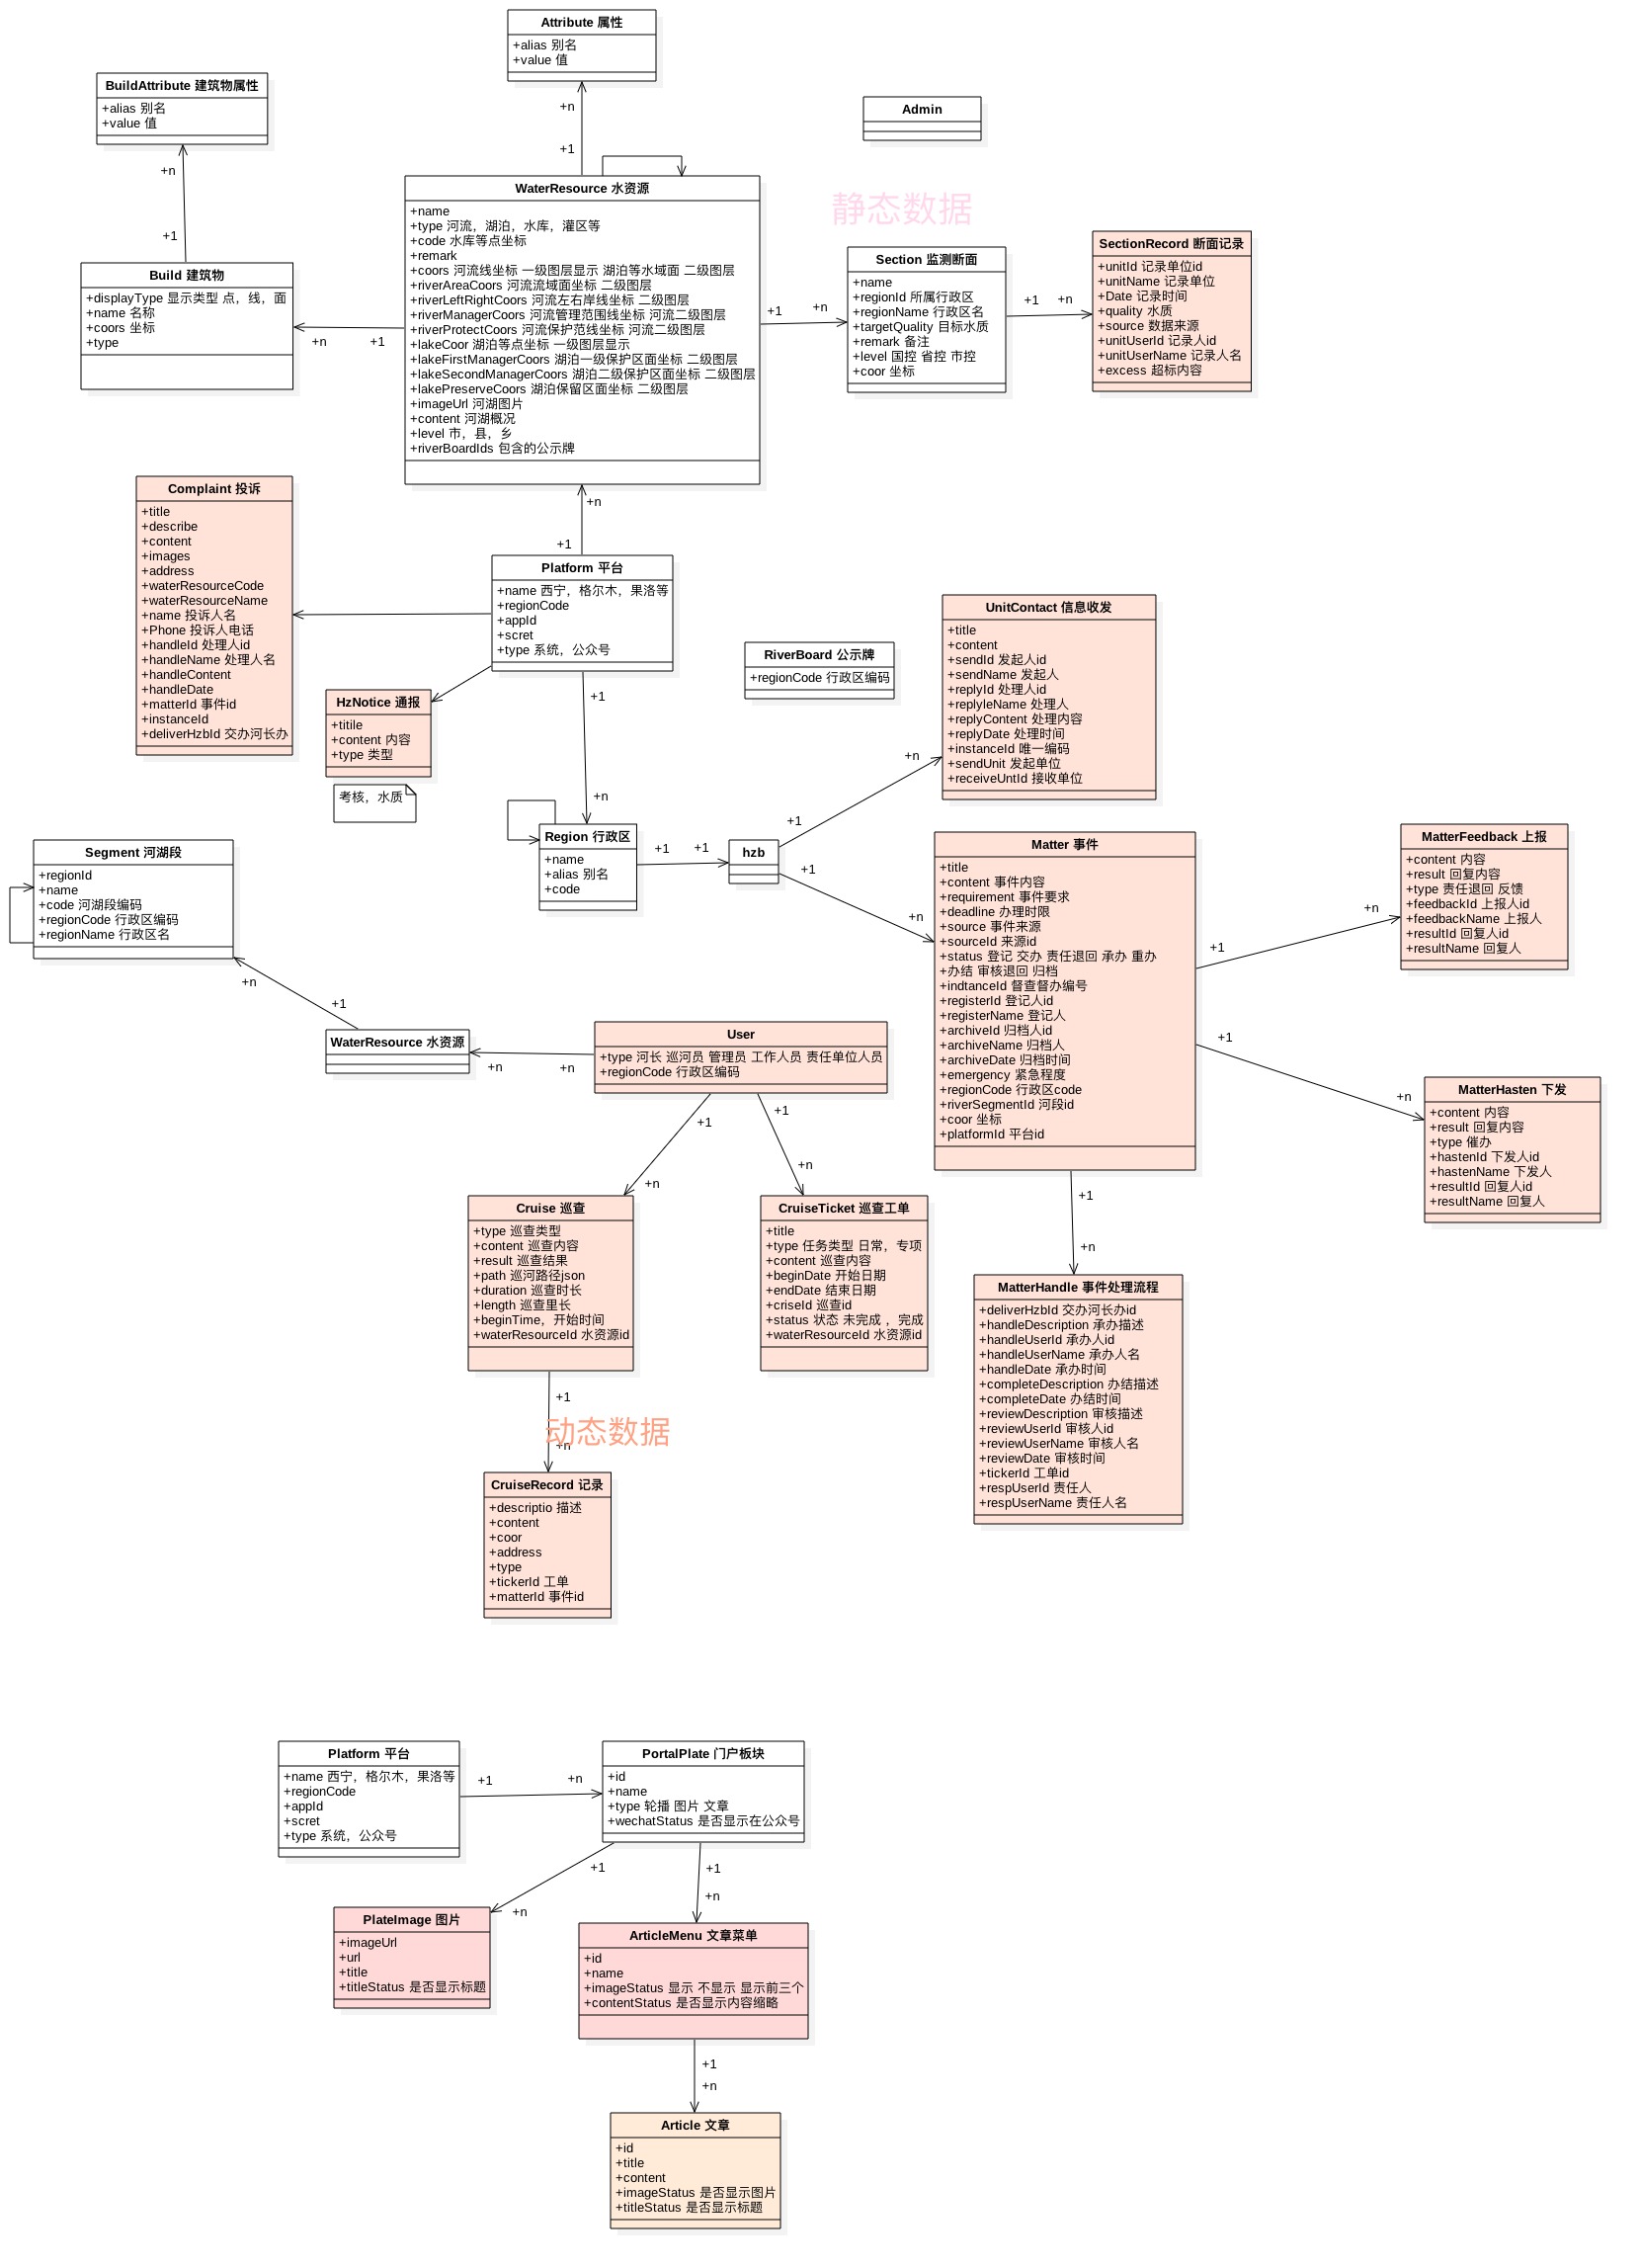 Attribute 属性
+alias 别名
+value 值
+n
+1
BuildAttribute 建筑物属性
+alias 别名
+value 值
+n
+1
Admin
静态数据
WaterResource 水资源
+name
+type 河流，湖泊，水库，灌区等
+code 水库等点坐标
+remark
+coors 河流线坐标 一级图层显示 湖泊等水域面 二级图层
+riverAreaCoors 河流流域面坐标 二级图层
+riverLeftRightCoors 河流左右岸线坐标 二级图层
+riverManagerCoors 河流管理范围线坐标 河流二级图层
+riverProtectCoors 河流保护范线坐标 河流二级图层
+lakeCoor 湖泊等点坐标 一级图层显示
+lakeFirstManagerCoors 湖泊一级保护区面坐标 二级图层
+lakeSecondManagerCoors 湖泊二级保护区面坐标 二级图层
+lakePreserveCoors 湖泊保留区面坐标 二级图层
+imageUrl 河湖图片
+content 河湖概况
+level 市，县，乡
+riverBoardIds 包含的公示牌
Build 建筑物
+displayType 显示类型 点，线，面
+name 名称
+coors 坐标
+type
+n
+1
+1
+n
Section 监测断面
+name
+regionId 所属行政区
+regionName 行政区名
+targetQuality 目标水质
+remark 备注
+level 国控 省控 市控
+coor 坐标
+1
+n
SectionRecord 断面记录
+unitId 记录单位id
+unitName 记录单位
+Date 记录时间
+quality 水质
+source 数据来源
+unitUserId 记录人id
+unitUserName 记录人名
+excess 超标内容
+n
+1
Complaint 投诉
+title
+describe
+content
+images
+address
+waterResourceCode
+waterResourceName
+name 投诉人名
+Phone 投诉人电话
+handleId 处理人id
+handleName 处理人名
+handleContent
+handleDate
+matterId 事件id
+instanceId
+deliverHzbId 交办河长办
Platform 平台
+name 西宁，格尔木，果洛等
+regionCode
+appId
+scret
+type 系统，公众号
+1
+n
HzNotice 通报
+titile
+content 内容
+type 类型
考核，水质
RiverBoard 公示牌
+regionCode 行政区编码
UnitContact 信息收发
+title
+content
+sendId 发起人id
+sendName 发起人
+replyId 处理人id
+replyleName 处理人
+replyContent 处理内容
+replyDate 处理时间
+instanceId 唯一编码
+sendUnit 发起单位
+receiveUntId 接收单位
+n
+1
Region 行政区
+name
+alias 别名
+code
+1
+1
hzb
+1
+n
Segment 河湖段
+regionId
+name
+code 河湖段编码
+regionCode 行政区编码
+regionName 行政区名
+n
+1
WaterResource 水资源
+n
+n
User
+type 河长 巡河员 管理员 工作人员 责任单位人员
+regionCode 行政区编码
+1
+n
+1
+n
Matter 事件
+title
+content 事件内容
+requirement 事件要求
+deadline 办理时限
+source 事件来源
+sourceId 来源id
+status 登记 交办 责任退回 承办 重办
+办结 审核退回 归档
+indtanceId 督查督办编号
+registerId 登记人id
+registerName 登记人
+archiveId 归档人id
+archiveName 归档人
+archiveDate 归档时间
+emergency 紧急程度
+regionCode 行政区code
+riverSegmentId 河段id
+coor 坐标
+platformId 平台id
+1
+n
MatterFeedback 上报
+content 内容
+result 回复内容
+type 责任退回 反馈
+feedbackId 上报人id
+feedbackName 上报人
+resultId 回复人id
+resultName 回复人
+1
+n
MatterHasten 下发
+content 内容
+result 回复内容
+type 催办
+hastenId 下发人id
+hastenName 下发人
+resultId 回复人id
+resultName 回复人
+1
+n
Cruise 巡查
+type 巡查类型
+content 巡查内容
+result 巡查结果
+path 巡河路径json
+duration 巡查时长
+length 巡查里长
+beginTime，开始时间
+waterResourceId 水资源id
CruiseTicket 巡查工单
+title
+type 任务类型 日常，专项
+content 巡查内容
+beginDate 开始日期
+endDate 结束日期
+criseId 巡查id
+status 状态 未完成 ，完成
+waterResourceId 水资源id
MatterHandle 事件处理流程
+deliverHzbId 交办河长办id
+handleDescription 承办描述
+handleUserId 承办人id
+handleUserName 承办人名
+handleDate 承办时间
+completeDescription 办结描述
+completeDate 办结时间
+reviewDescription 审核描述
+reviewUserId 审核人id
+reviewUserName 审核人名
+reviewDate 审核时间
+tickerId 工单id
+respUserId 责任人
+respUserName 责任人名
+1
动态数据
+n
CruiseRecord 记录
+descriptio 描述
+content
+coor
+address
+type
+tickerId 工单
+matterId 事件id
Platform 平台
+name 西宁，格尔木，果洛等
+regionCode
+appId
+scret
+type 系统，公众号
+1
+n
PortalPlate 门户板块
+id
+name
+type 轮播 图片 文章
+wechatStatus 是否显示在公众号
+1
+n
+1
+n
PlateImage 图片
+imageUrl
+url
+title
+titleStatus 是否显示标题
ArticleMenu 文章菜单
+id
+name
+imageStatus 显示 不显示 显示前三个
+contentStatus 是否显示内容缩略
+1
+n
Article 文章
+id
+title
+content
+imageStatus 是否显示图片
+titleStatus 是否显示标题